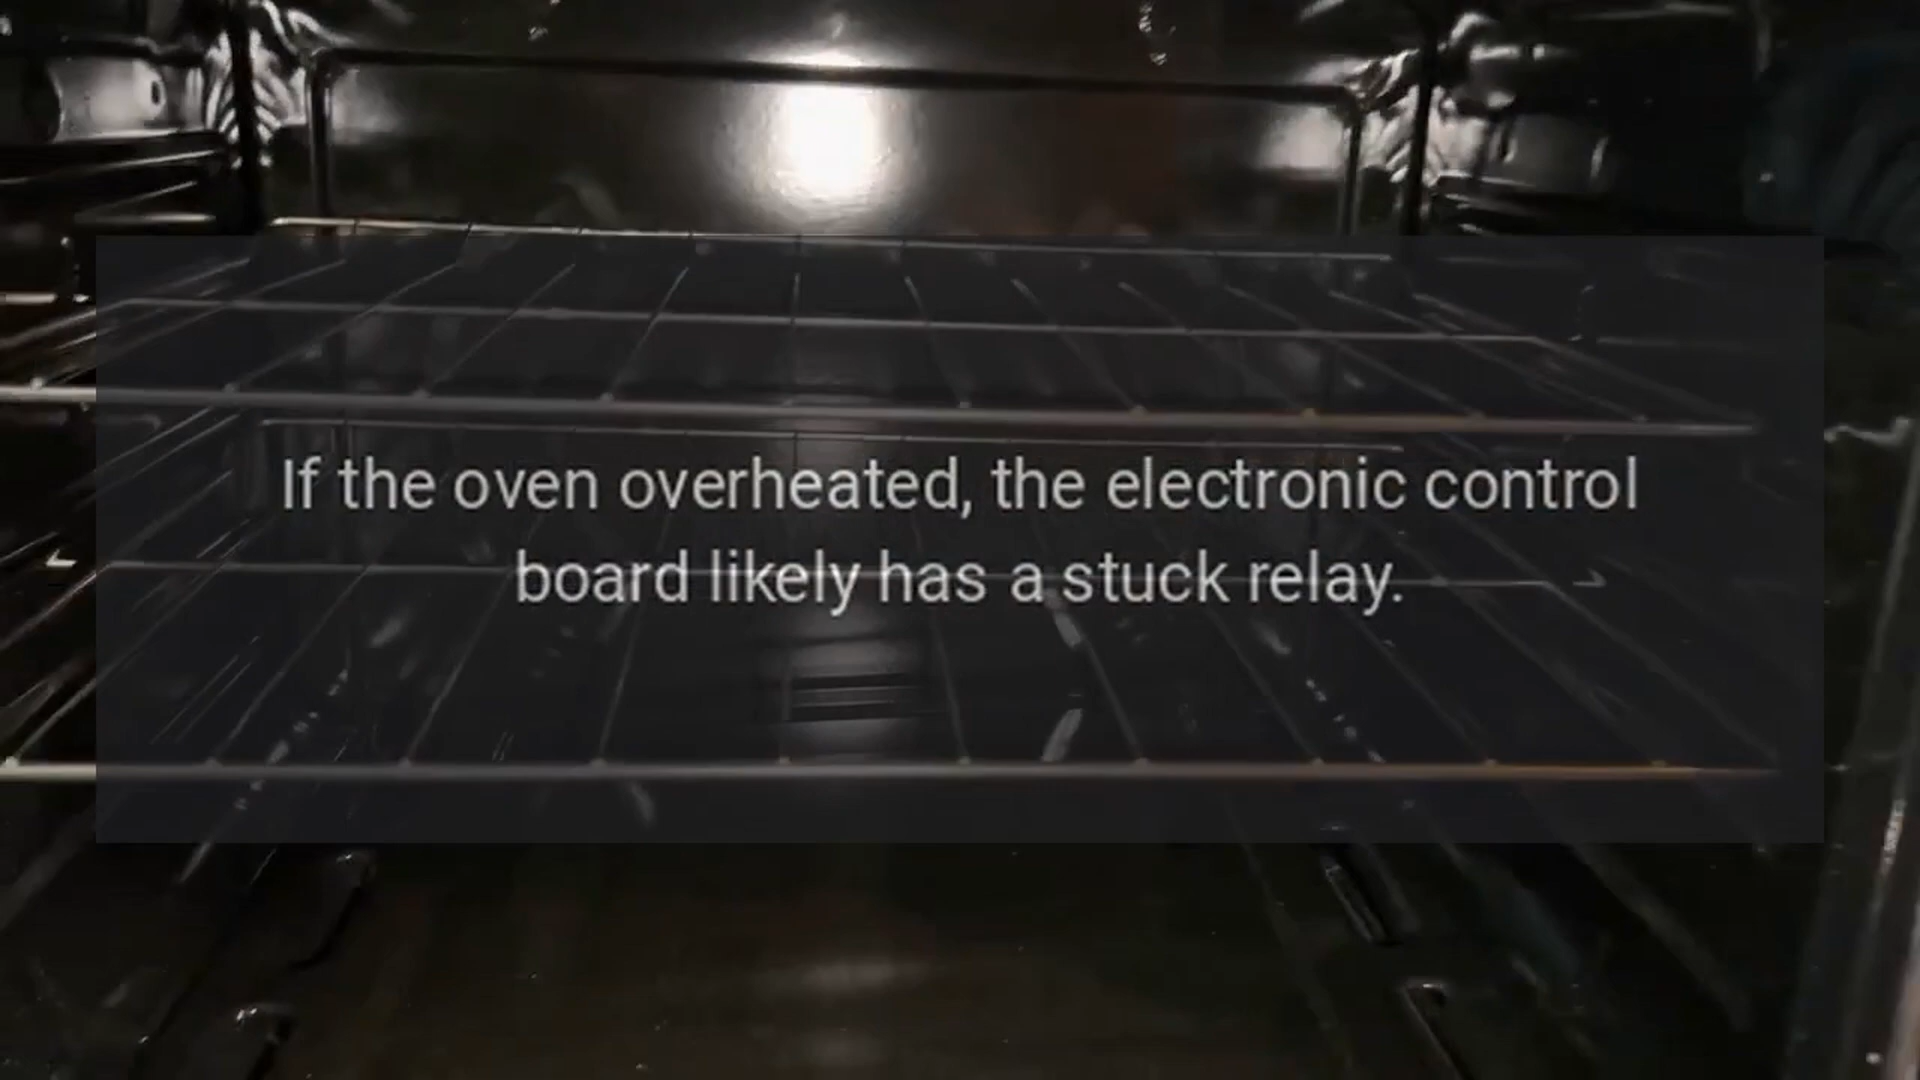 If the oven overheated, the electronic control
board likely has a stuck relay.